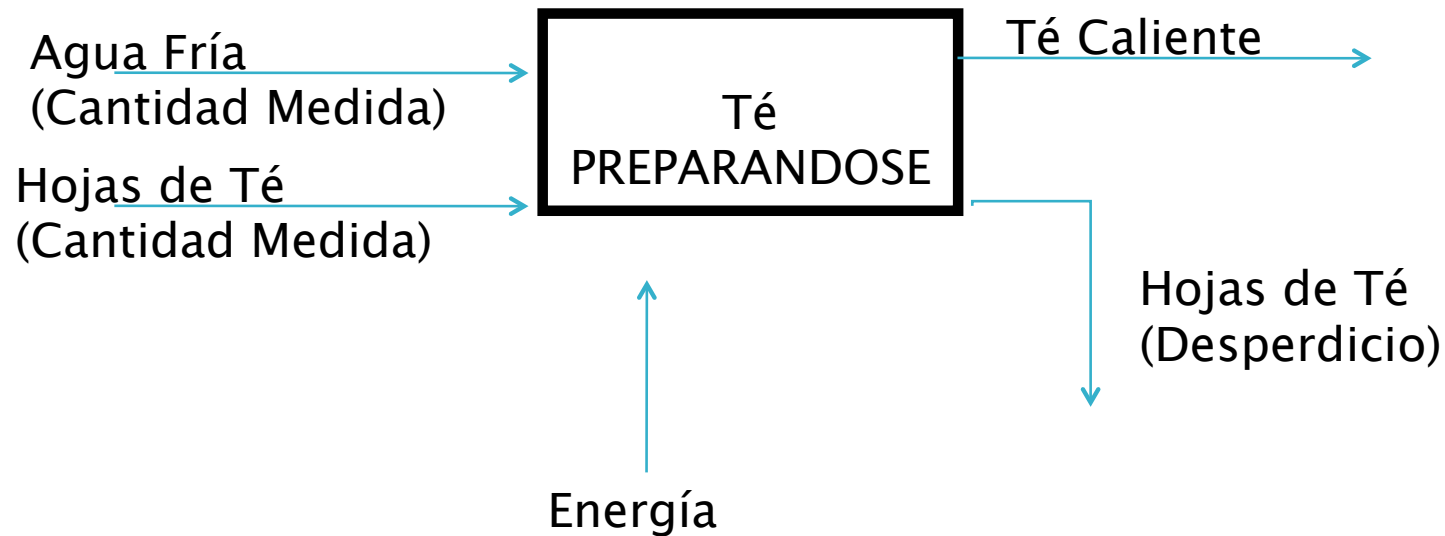 Agua Fría
(Cantidad Medida)
Hojas de Té
(Cantidad Medida)
Té
PREPARANDOSE
Té Caliente
Hojas de Té
(Desperdicio)
Energía